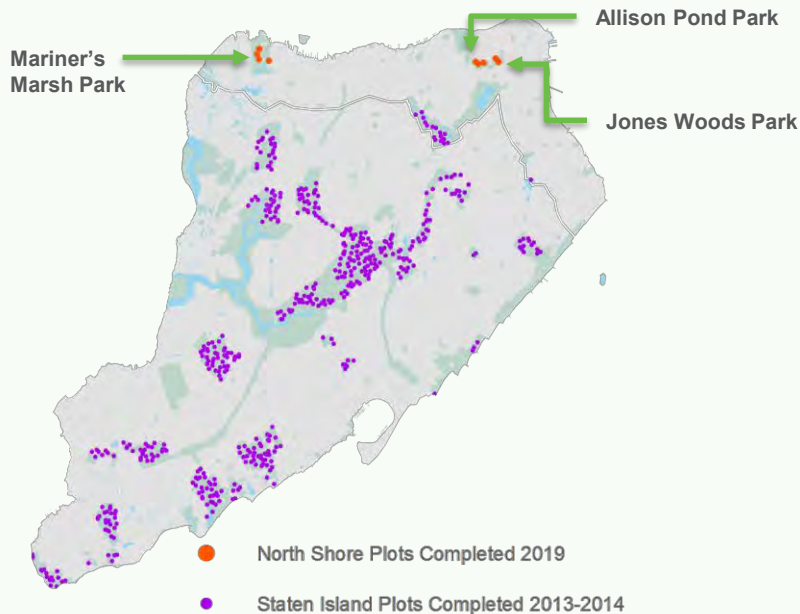 Allison Pond Park
Mariner’s
Marsh Park
Jones Woods Park
North Shore Plots Completed 2019
Staten Island Plots Completed 2013-2014